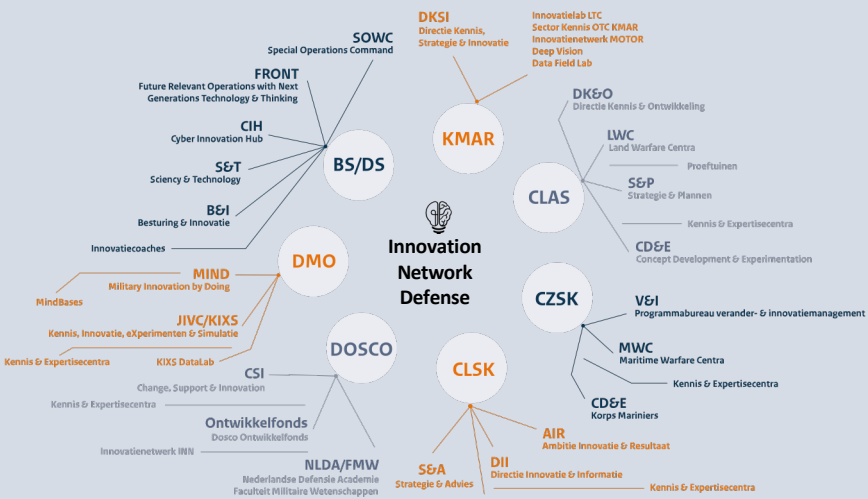 SOWC
Special Operations Command
FRONT
Future Relevant Operations with Next
Generations Technology & Thinking
CIH
Cyber Innovation Hub
S&T
Sciency & Technology
B&I
Besturing & Innovatie
Innovatiecoaches
BS/DS
DKSI
Directie Kennis,
Strategie & Innovatie
Innovatielab LTC
Sector Kennis OTC KMAR
Innovatienetwerk MOTOR
Deep Vision
Data Field Lab
KMAR
DK&O
Directie Kennis & Ontwikkeling
LWC
Land Warfare Centra
Proeftuinen
S&P
Strategie & Plannen
Kennis & Expertisecentra
CD&E
Concept Development & Experimentation
CLAS
Innovation
Network
Defense
DMO
MIND
Military Innovation by Doing
MindBases
JIVC/KIXS
Kennis, Innovatie, eXperimenten & Simulatie
Kennis & Expertisecentra
KIXS DataLab
CZSK
V&I
Programmabureau verander- & innovatiemanagement
MWC
Maritime Warfare Centra
Kennis & Expertisecentra
CD&E
Korps Mariniers
DOSCO
CSI
Change, Support & Innovation
Kennis & Expertisecentra
Ontwikkelfonds
Dosco Ontwikkelfonds
Innovatienetwerk INN
NLDA/FMW
Nederlandse Defensie Academie
Faculteit Militaire Wetenschappen
CLSK
AIR
Ambitie Innovatie & Resultaat
S&A
Strategie & Advies
DII
Directie Innovatie & Informatie
Kennis & Expertisecentra